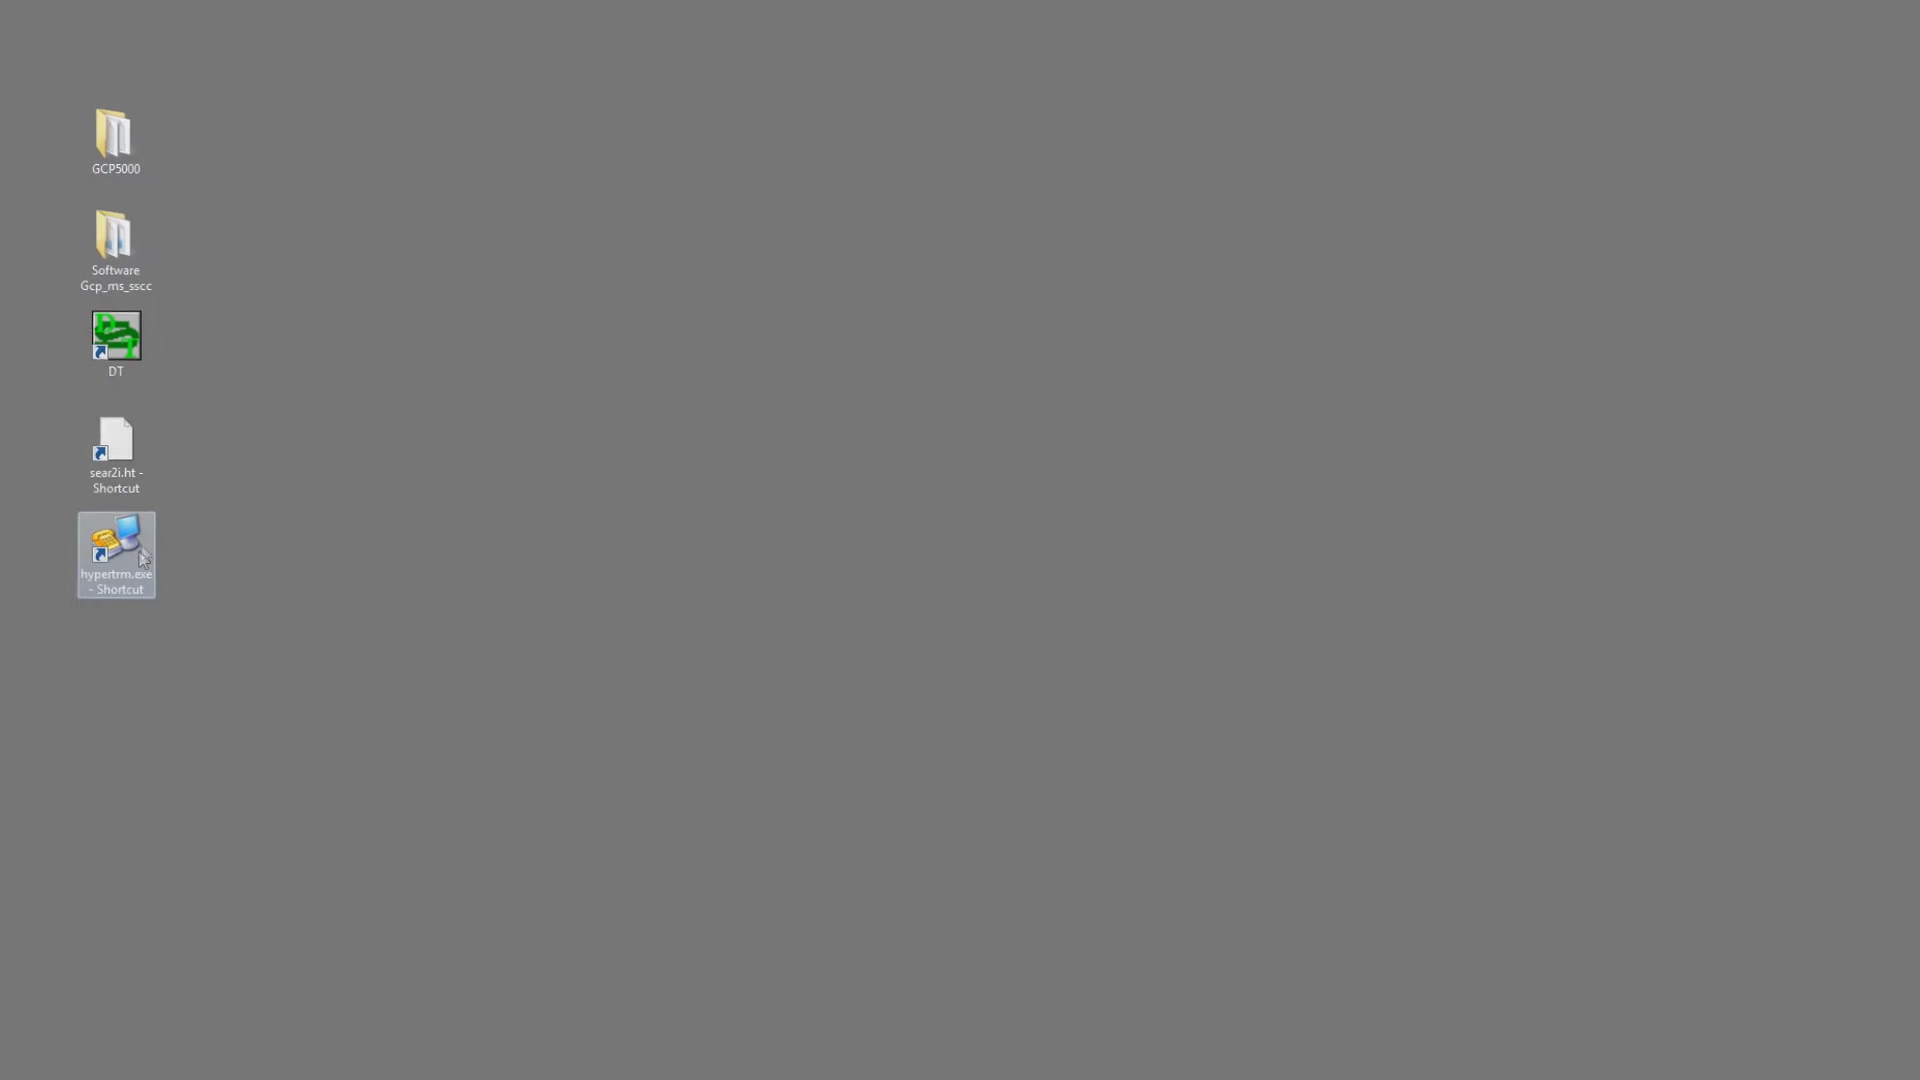 GCP5000
Software
Gcp_ms_sscc
DT
sear2i.ht -
Shortcut
hypertrm.exe
- Shortcut